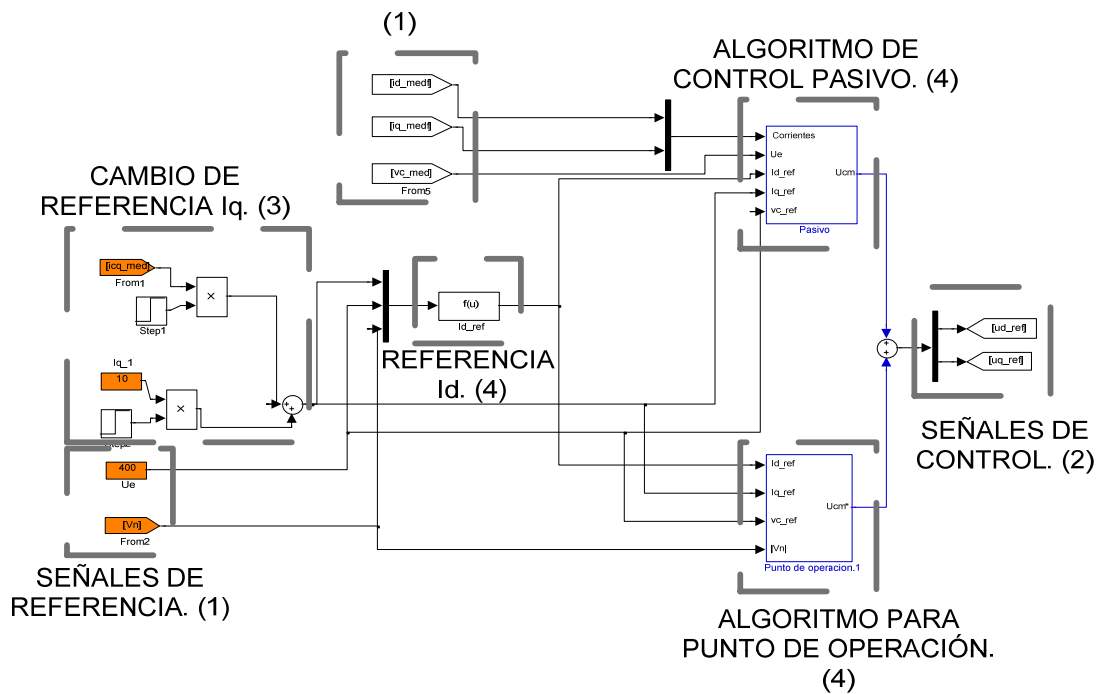 (1)
[id_medf]
[iq_medf]
[vc_med]
From5
ALGORITMO DE
CONTROL PASIVO. (4)
Corrientes
Ue
Id_ref
Iq_ref
vc_ref
Ucm
Pasivo
CAMBIO DE
REFERENCIA Iq. (3)
[icq_med]
From1
×
Step1
Iq_1
10
×
f(u)
Id_ref
REFERENCIA
Id. (4)
400
Ue
[Vn]
From2
SEÑALES DE
REFERENCIA. (1)
[ud_ref]
[uq_ref]
SEÑALES DE
CONTROL. (2)
Id_ref
Iq_ref
vc_ref
|Vn|
Ucm*
Punto de operacion.1
ALGORITMO PARA
PUNTO DE OPERACIÓN.
(4)